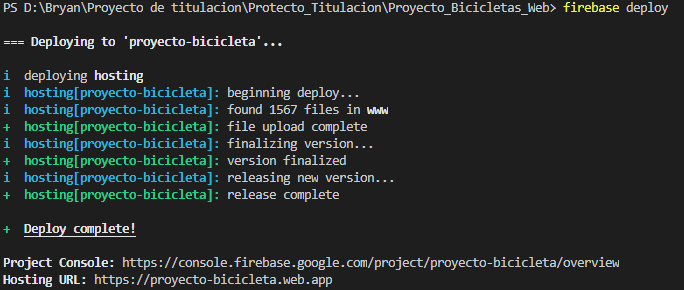 PS D:\Bryan\Proyecto de titulacion\Protecto_Titulacion\Proyecto_Bicicletas_Web> firebase deploy
=== Deploying to 'proyecto-bicicleta'...
i  deploying hosting
i  hosting[proyecto-bicicleta]: beginning deploy...
i  hosting[proyecto-bicicleta]: found 1567 files in www
+  hosting[proyecto-bicicleta]: file upload complete
i  hosting[proyecto-bicicleta]: finalizing version...
+  hosting[proyecto-bicicleta]: version finalized
i  hosting[proyecto-bicicleta]: releasing new version...
+  hosting[proyecto-bicicleta]: release complete
+  Deploy complete!
Project Console: https://console.firebase.google.com/project/proyecto-bicicleta/overview
Hosting URL: https://proyecto-bicicleta.web.app